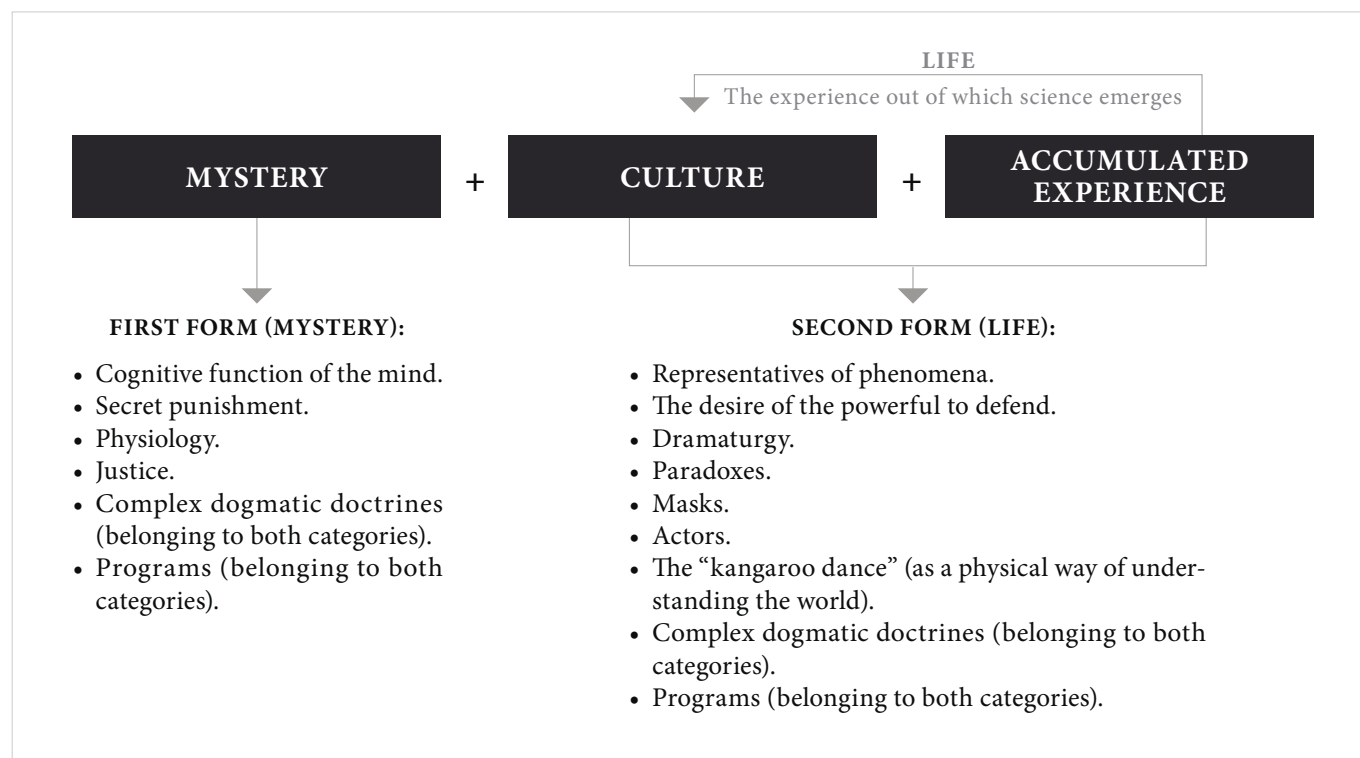 LIFE
The experience out of which science emerges
MYSTERY
+
CULTURE
+
ACCUMULATED
EXPERIENCE
FIRST FORM (MYSTERY):
• Cognitive function of the mind.
• Secret punishment.
• Physiology.
• Justice.
• Complex dogmatic doctrines
(belonging to both categories).
• Programs (belonging to both
categories).
SECOND FORM (LIFE):
• Representatives of phenomena.
• The desire of the powerful to defend.
• Dramaturgy.
• Paradoxes.
• Masks.
• Actors.
• The “kangaroo dance” (as a physical way of under-
standing the world).
• Complex dogmatic doctrines (belonging to both
categories).
• Programs (belonging to both categories).